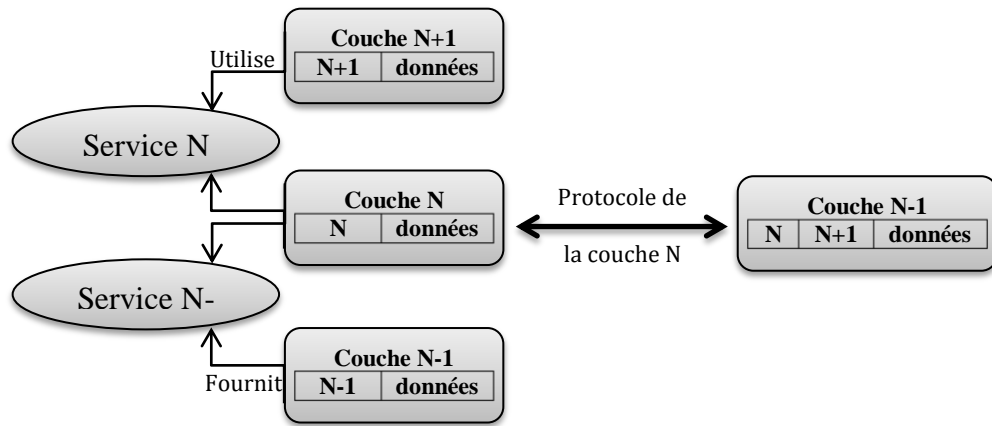 Couche N+1
N+1 données
Utilise
Service N
Couche N
N données
Protocole de
la couche N
Couche N-1
N N+1 données
Service N-
Couche N-1
N-1 données
Fournit